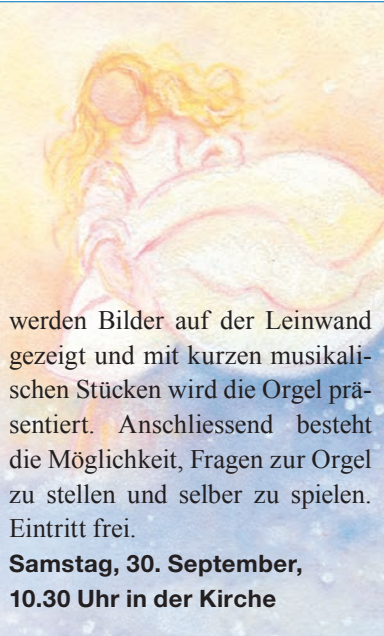 werden Bilder auf der Leinwand
gezeigt und mit kurzen musikali-
schen Stücken wird die Orgel prä-
sentiert. Anschliessend besteht
die Möglichkeit, Fragen zur Orgel
zu stellen und selber zu spielen.
Eintritt frei.
Samstag, 30. September,
10.30 Uhr in der Kirche